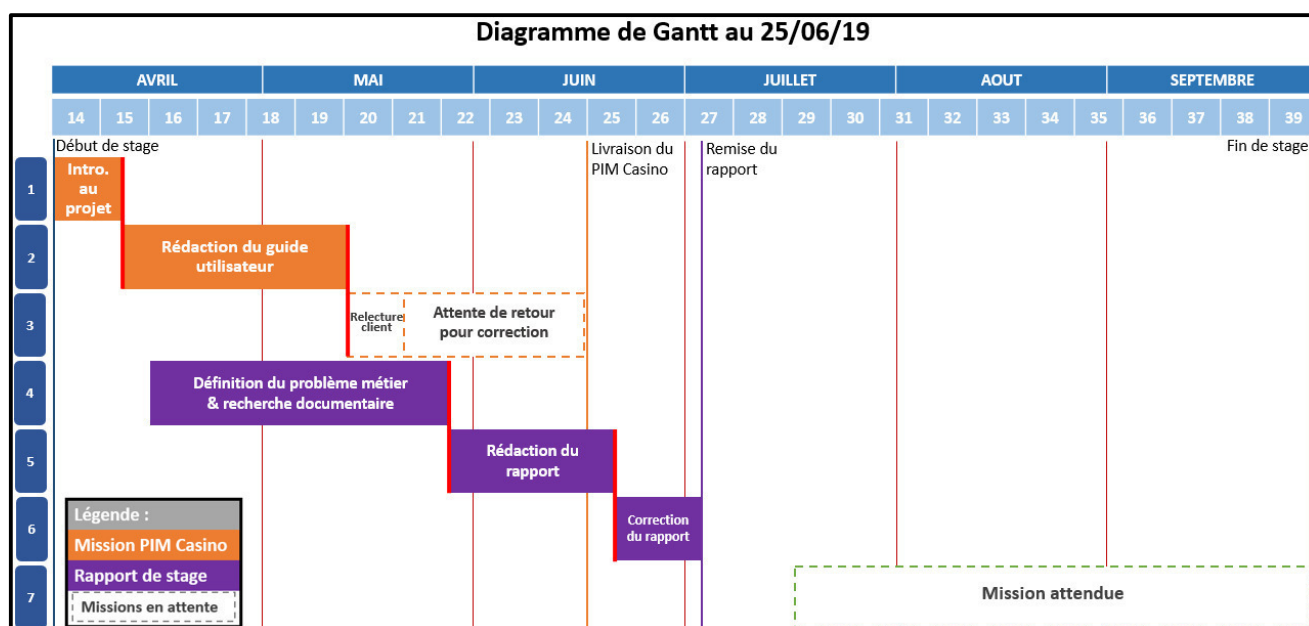 Diagramme de Gantt au 25/06/19
AVRIL MAI JUIN JUILLET AOUT SEPTEMBRE
14 15 16 17 18 19 20 21 22 23 24 25 26 27 28 29 30 31 32 33 34 35 36 37 38 39
Début de stage
Livraison du
PIM Casino
Remise du
rapport
Fin de stage
1
Intro.
au
projet
2
Rédaction du guide
utilisateur
3
Relecture
client
Attente de retour
pour correction
4
Définition du problème métier
& recherche documentaire
5
Rédaction du
rapport
6
Correction
du rapport
Légende :
Mission PIM Casino
Rapport de stage
Missions en attente
7
Mission attendue